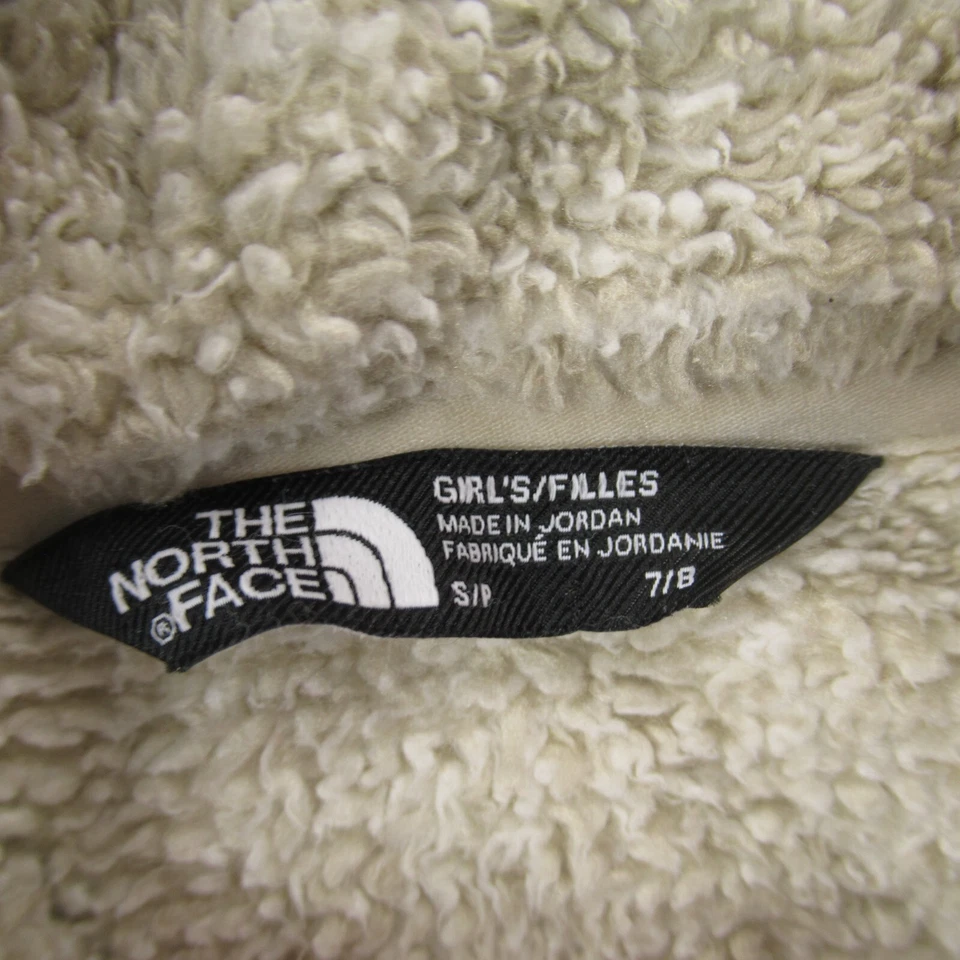 THE
NORTH
FACE
®
GIRL'S/FILLES
MADE IN JORDAN
FABRIQUÉ EN JORDANIE
S/P 7/8